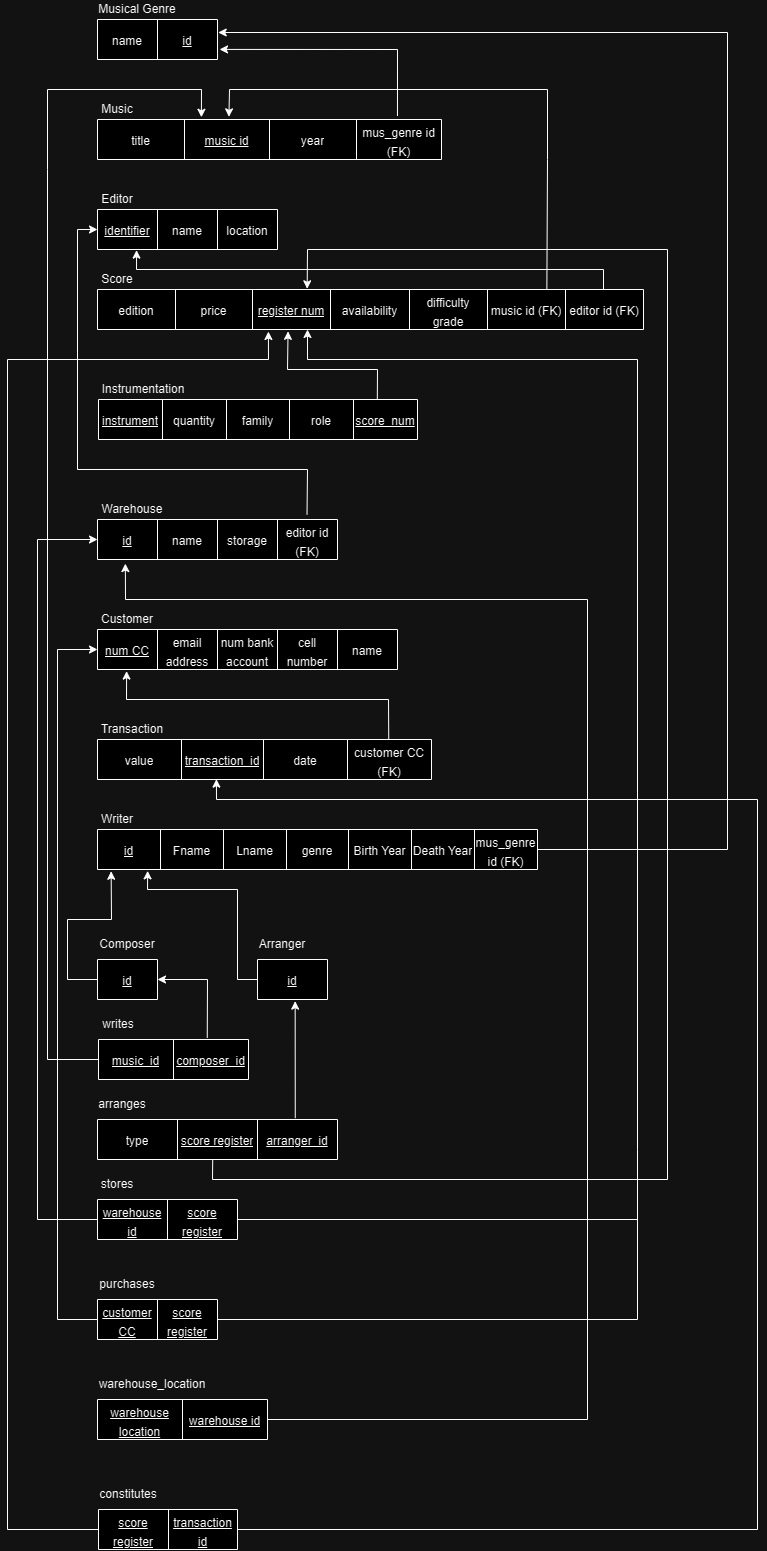 Musical Genre
name id
Music
title music id year mus_genre id
(FK)
Editor
identifier name location
Score
edition price register num availability difficulty
grade music id (FK) editor id (FK)
Instrumentation
instrument quantity family role score_num
Warehouse
id name storage editor id
(FK)
Customer
num CC email
address num bank
account cell
number name
Transaction
value transaction_id date customer CC
(FK)
Writer
id Fname Lname genre Birth Year Death Year mus_genre
id (FK)
Composer Arranger
id id
writes
music_id composer_id
arranges
type score register arranger_id
stores
warehouse
id score
register
purchases
customer
CC score
register
warehouse_location
warehouse
location warehouse id
constitutes
score
register transaction
id